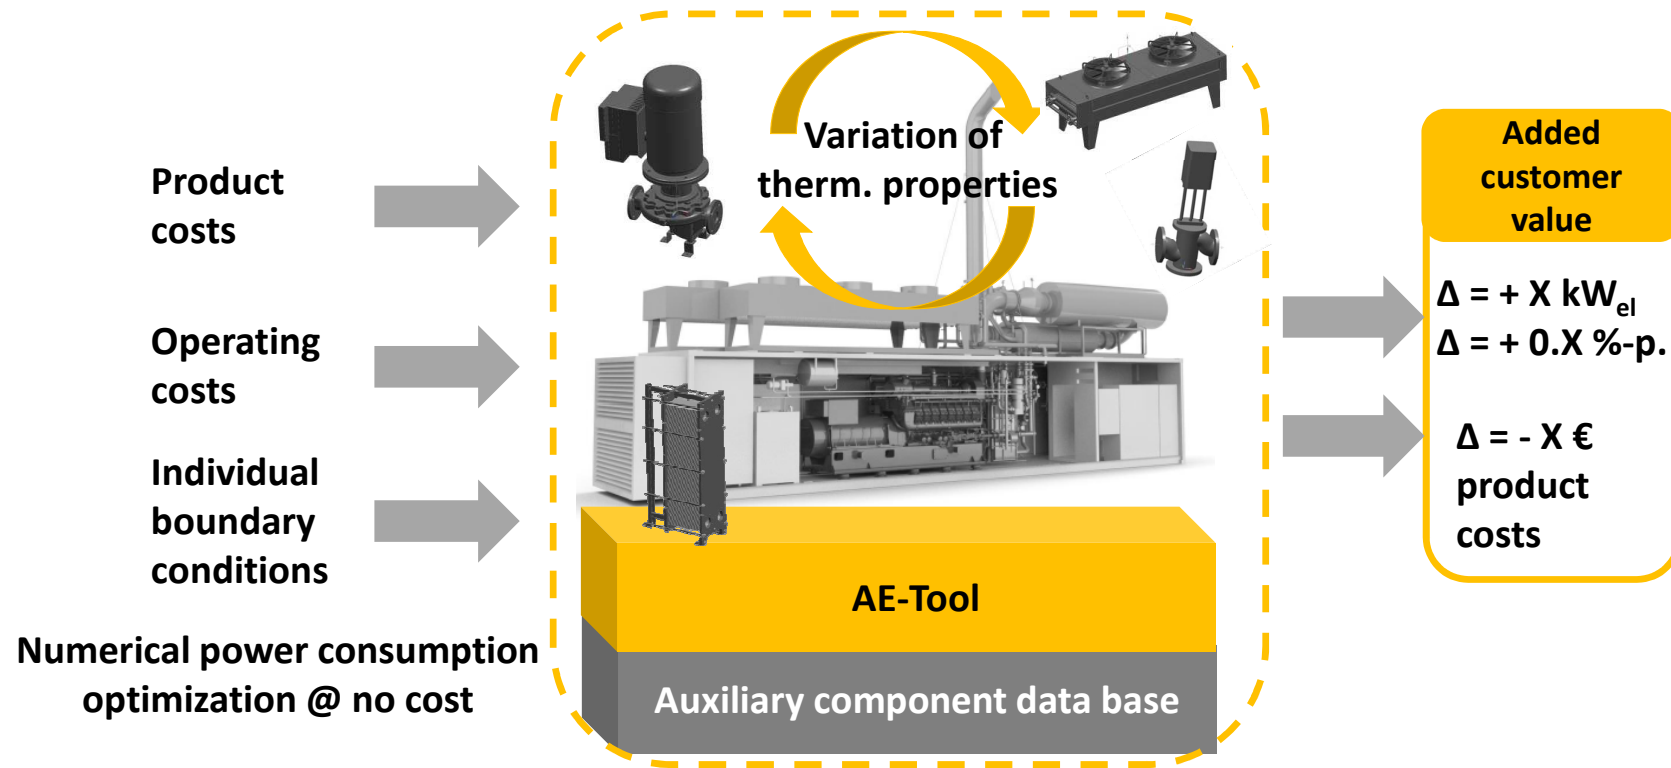 Product
costs
Operating
costs
Individual
boundary
conditions
Numerical power consumption
optimization @ no cost
Variation of
therm. properties
AE-Tool
Auxiliary component data base
Added
customer
value
Δ = + X kWel
Δ = + 0.X %-p.
Δ = - X €
product
costs